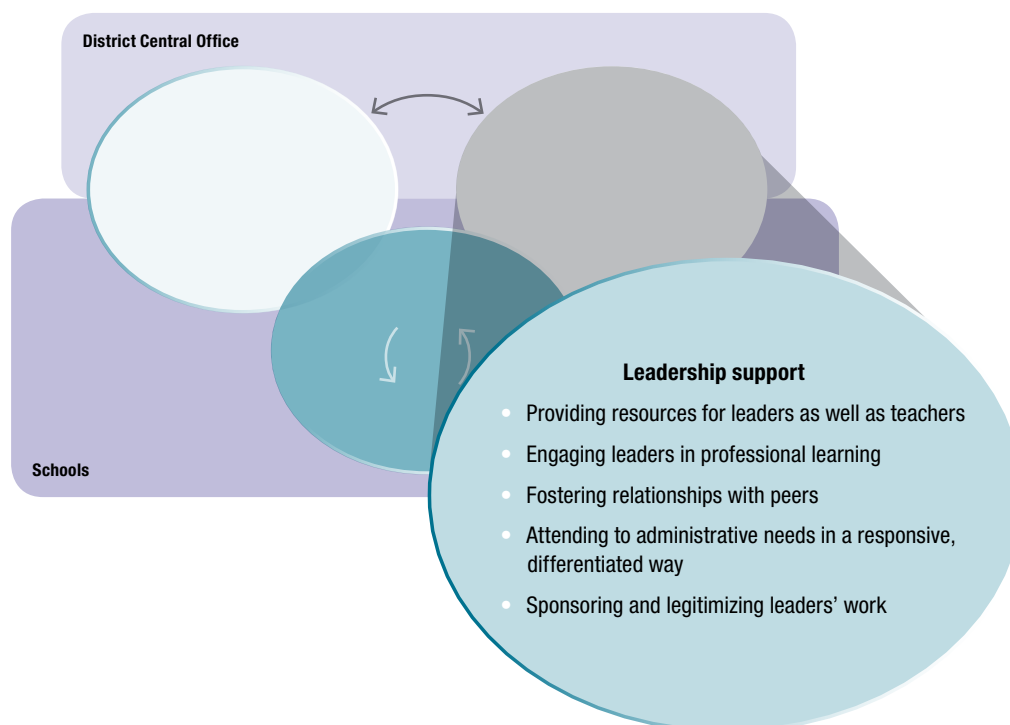 District Central Office
Leadership support
• Providing resources for leaders as well as teachers
• Engaging leaders in professional learning
• Fostering relationships with peers
• Attending to administrative needs in a responsive,
differentiated way
• Sponsoring and legitimizing leaders’ work
Schools